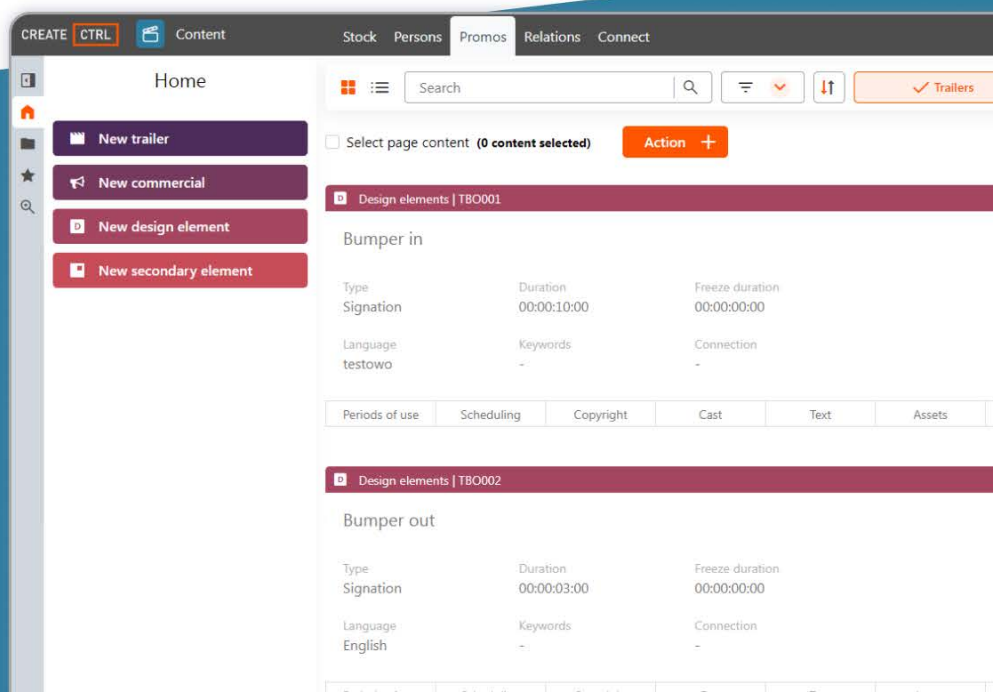 CREATE CTRL Content Stock Persons Promos Relations Connect
Home
Search
Trailers
New trailer
New commercial
New design element
New secondary element
Select page content (0 content selected)
Action
D Design elements | TBO001
Bumper in
Type Duration Freeze duration
Signation 00:00:10:00 00:00:00:00
Language Keywords Connection
testowo - -
Periods of use Scheduling Copyright Cast Text Assets
D Design elements | TBO002
Bumper out
Type Duration Freeze duration
Signation 00:00:03:00 00:00:00:00
Language Keywords Connection
English - -